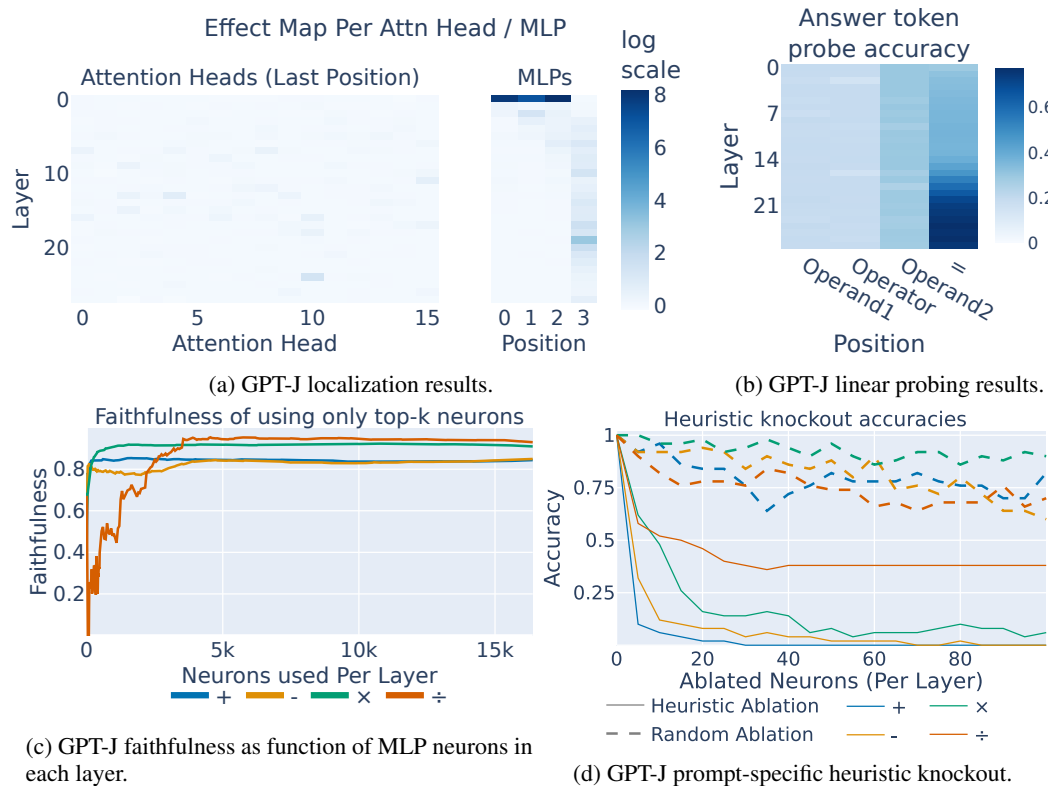 Effect Map Per Attn Head / MLP
Attention Heads (Last Position)
MLPs
log
scale
0
10
20
Layer
0 5 10 15
Attention Head
0 1 2 3
Position
8
6
4
2
0
(a) GPT-J localization results.
Answer token
probe accuracy
0
7
14
21
Layer
Operand1
Operator
Operand2
=
Position
0.6
0.4
0.2
0
(b) GPT-J linear probing results.
Faithfulness of using only top-k neurons
0.8
0.6
0.4
0.2
Faithfulness
0 5k 10k 15k
Neurons used Per Layer
+ - × ÷
(c) GPT-J faithfulness as function of MLP neurons in
each layer.
Heuristic knockout accuracies
1
0.75
0.5
0.25
Accuracy
0 20 40 60 80
Ablated Neurons (Per Layer)
Heuristic Ablation + ×
Random Ablation - ÷
(d) GPT-J prompt-specific heuristic knockout.